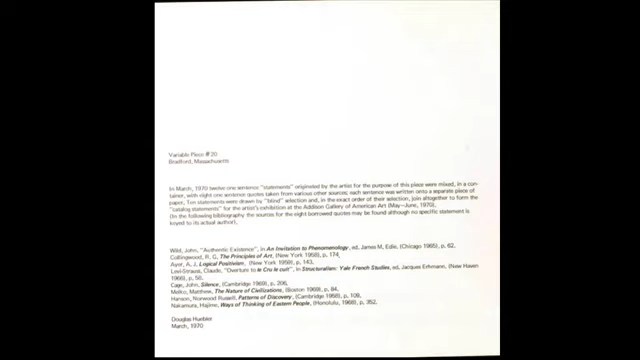 Variable Piece #20
Bradford, Massachusetts
In March, 1970 twelve one sentence "statements" originated by the artist for the purpose of this piece were mixed, in a con-
tainer, with eight one sentence quotes taken from various other sources; each sentence was written onto a separate piece of
paper. Ten statements were drawn by "blind" selection and, in the exact order of their selection, join altogether to form the
"catalog statements" for the artist's exhibition at the Addison Gallery of American Art (May—June, 1970).
(In the following bibliography the sources for the eight borrowed quotes may be found although no specific statement is
keyed to its actual author).
Wild, John, "Authentic Existence", in An Invitation to Phenomenology, ed. James M. Edie, (Chicago 1965), p. 62.
Collingwood, R. G. The Principles of Art, (New York 1958), p. 174.
Ayer, A. J. Logical Positivism, (New York 1959), p. 143.
Levi-Strauss, Claude, "Overture to le Cru le cuit", in Structuralism: Yale French Studies, ed, Jacques Erhmann, (New Haven
1966), p. 58.
Cage, John, Silence, (Cambridge 1969), p. 206.
Melko, Matthew, The Nature of Civilizations, (Boston 1969), p. 84.
Hanson, Norwood Russell, Patterns of Discovery, (Cambridge 1958), p. 109.
Nakamura, Hajime, Ways of Thinking of Eastern People, (Honolulu, 1968), p. 352.
Douglas Huebler
March, 1970